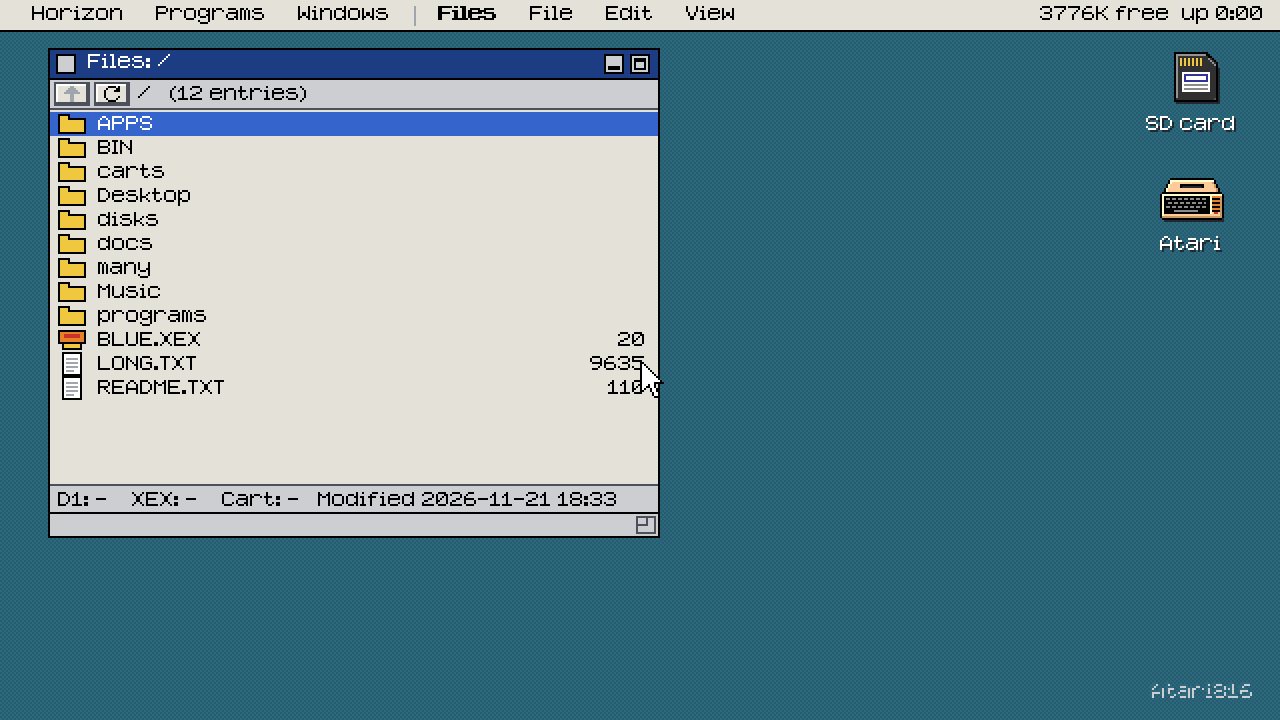 Horizon Programs Windows | Files File Edit View 3776K free up 0:00
Files: /
/ (12 entries)
APPS
BIN
carts
Desktop
disks
docs
many
Music
programs
BLUE.XEX 20
LONG.TXT 9635
README.TXT 110
D1: - XEX: - Cart: - Modified 2026-11-21 18:33
SD card
Atari
Atari816